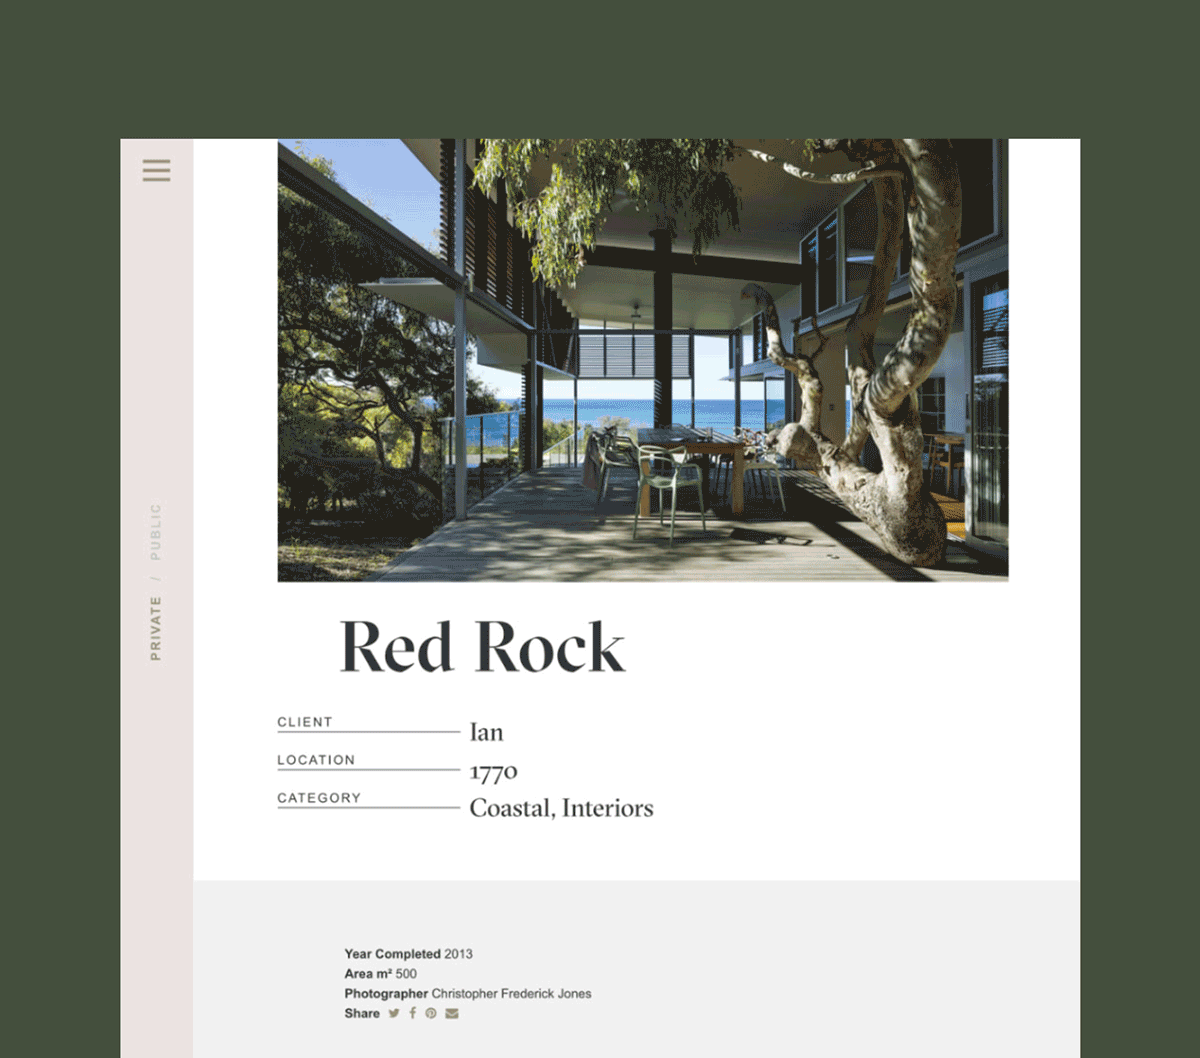 PRIVATE / PUBLIC
Red Rock
CLIENT Ian
LOCATION 1770
CATEGORY Coastal, Interiors
Year Completed 2013
Area m² 500
Photographer Christopher Frederick Jones
Share